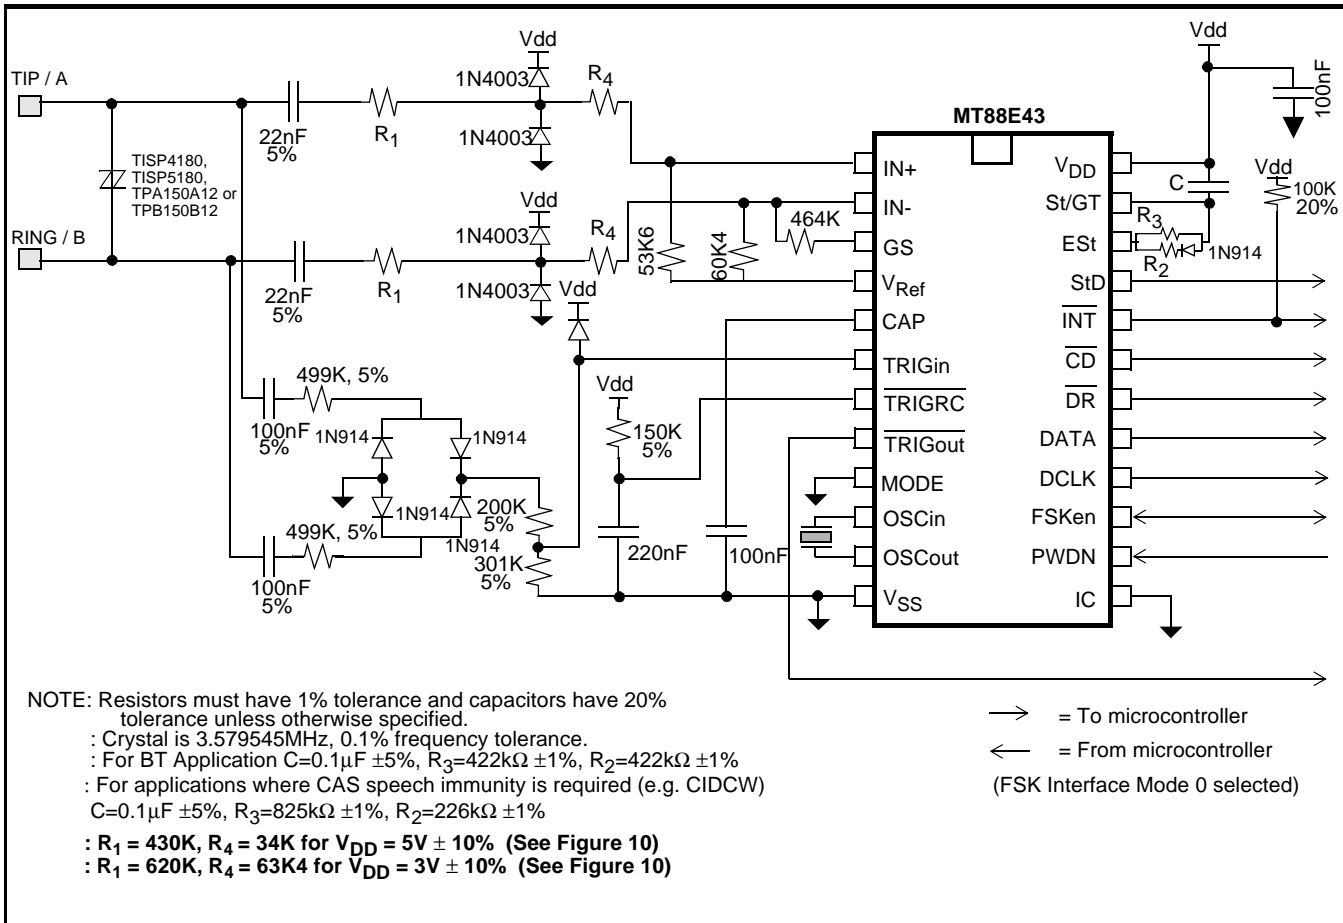 Vdd
Vdd
TIP / A
1N4003
R4
100nF
MT88E43
22nF
5%
R1
1N4003
TISP4180,
TISP5180,
TPA150A12 or
TPB150B12
IN+
VDD
C
Vdd
100K
20%
Vdd
IN-
St/GT
RING / B
1N4003
R4
53K6
60K4
464K
GS
ESt
R3
R2
1N914
22nF
5%
R1
1N4003
Vdd
VRef
StD
CAP
INT
TRIGin
CD
499K, 5%
Vdd
TRIGRC
DR
100nF
5%
1N914
1N914
150K
5%
TRIGout
DATA
MODE
DCLK
1N914
200K
5%
OSCin
FSKen
499K, 5%
1N914
220nF
100nF
OSCout
PWDN
100nF
5%
301K
5%
VSS
IC
NOTE: Resistors must have 1% tolerance and capacitors have 20%
tolerance unless otherwise specified.
: Crystal is 3.579545MHz, 0.1% frequency tolerance.
: For BT Application C=0.1μF ±5%, R3=422kΩ ±1%, R2=422kΩ ±1%
: For applications where CAS speech immunity is required (e.g. CIDCW)
C=0.1μF ±5%, R3=825kΩ ±1%, R2=226kΩ ±1%
: R1 = 430K, R4 = 34K for VDD = 5V ± 10% (See Figure 10)
: R1 = 620K, R4 = 63K4 for VDD = 3V ± 10% (See Figure 10)
= To microcontroller
= From microcontroller
(FSK Interface Mode 0 selected)